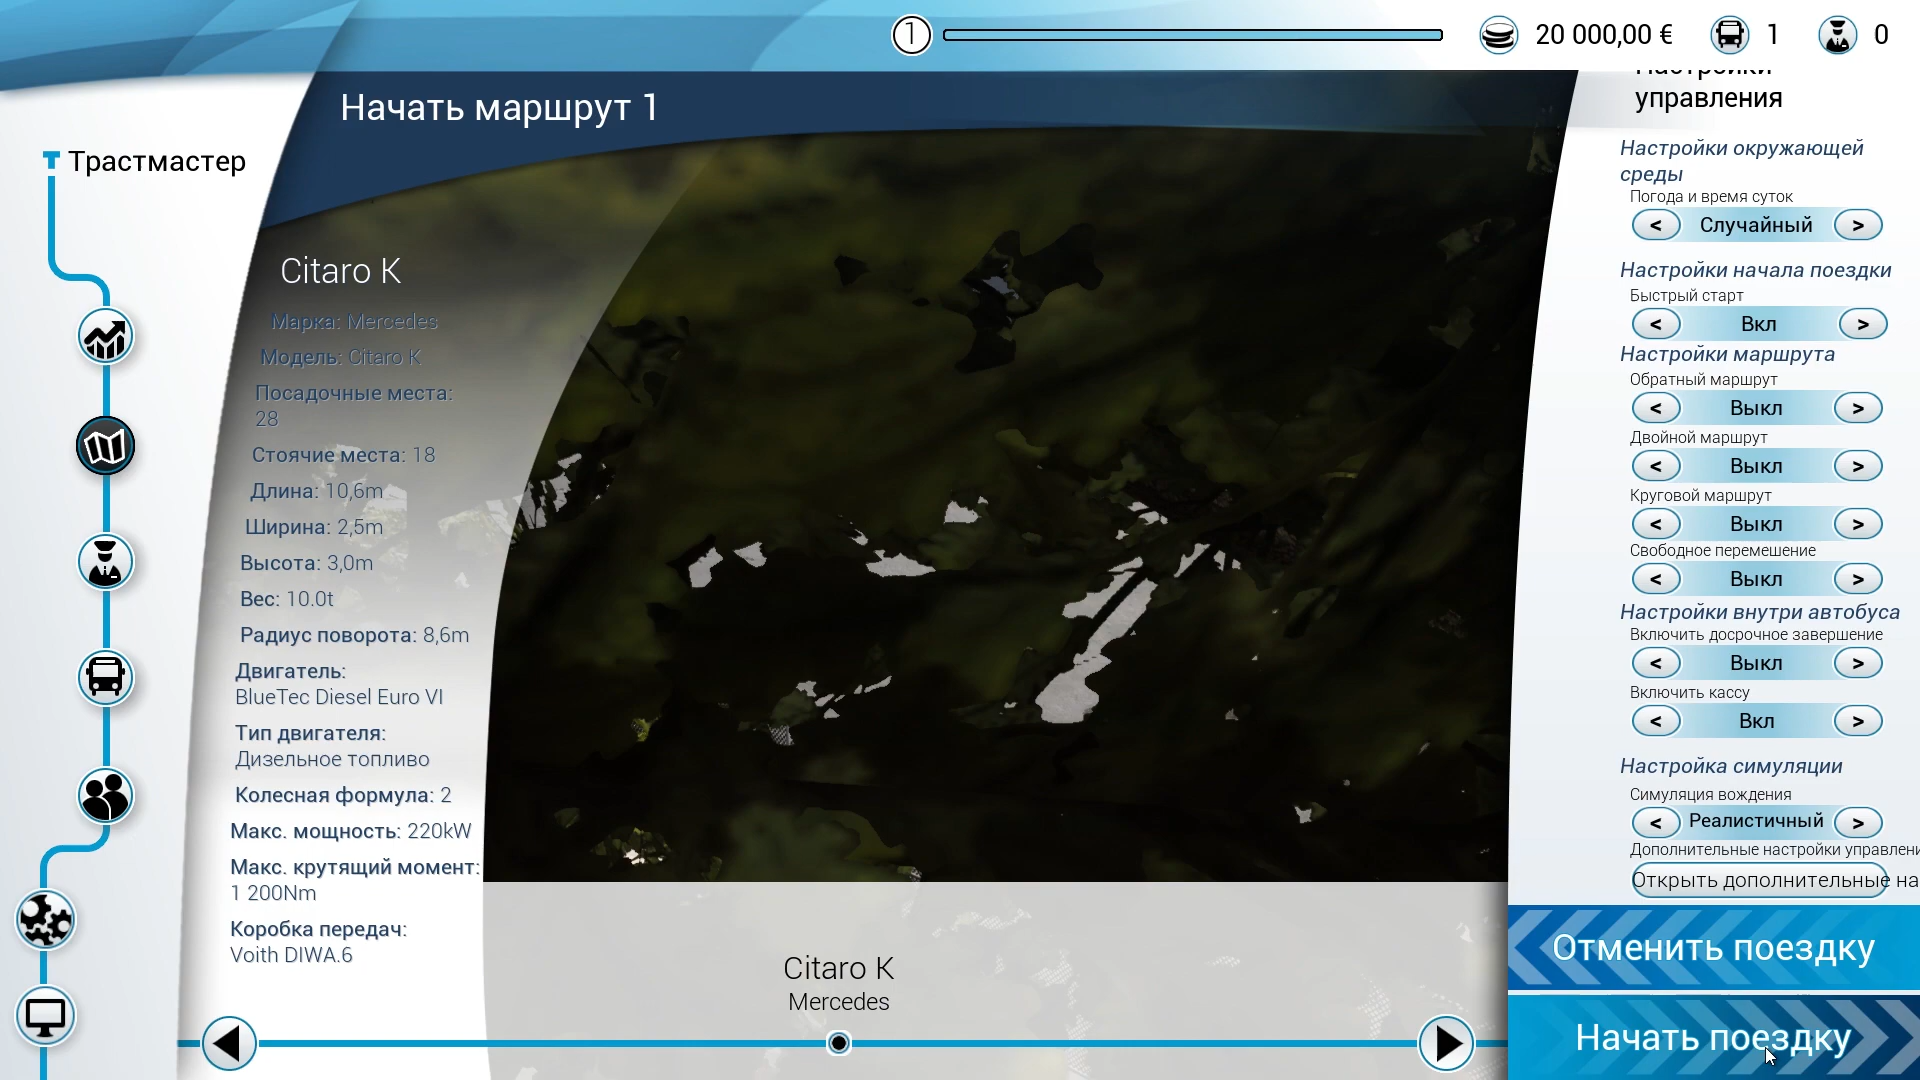 1
20 000,00 €
1
0
Начать маршрут 1
Трастмастер
Citaro K
Марка: Mercedes
Модель: Citaro K
Посадочные места:
28
Стоячие места: 18
Длина: 10,6m
Ширина: 2,5m
Высота: 3,0m
Вес: 10.0t
Радиус поворота: 8,6m
Двигатель:
BlueTec Diesel Euro VI
Тип двигателя:
Дизельное топливо
Колесная формула: 2
Макс. мощность: 220kW
Макс. крутящий момент:
1 200Nm
Коробка передач:
Voith DIWA.6
Citaro K
Mercedes
Настройки
управления
Настройки окружающей
среды
Погода и время суток
< Случайный >
Настройки начала поездки
Быстрый старт
< Вкл >
Настройки маршрута
Обратный маршрут
< Выкл >
Двойной маршрут
< Выкл >
Круговой маршрут
< Выкл >
Свободное перемешение
< Выкл >
Настройки внутри автобуса
Включить досрочное завершение
< Выкл >
Включить кассу
< Вкл >
Настройка симуляции
Симуляция вождения
< Реалистичный >
Дополнительные настройки управлени
Открыть дополнительные на
Отменить поездку
Начать поездку